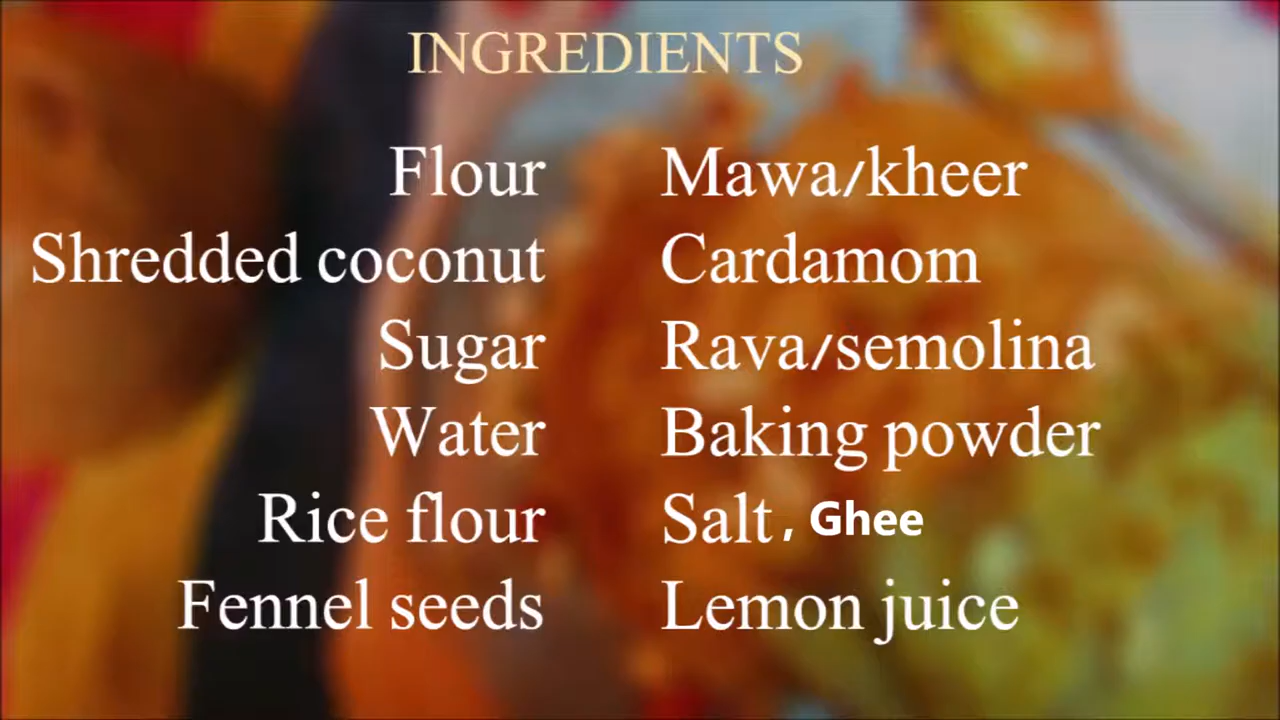 INGREDIENTS
Flour
Shredded coconut
Sugar
Water
Rice flour
Fennel seeds
Mawa/kheer
Cardamom
Rava/semolina
Baking powder
Salt, Ghee
Lemon juice